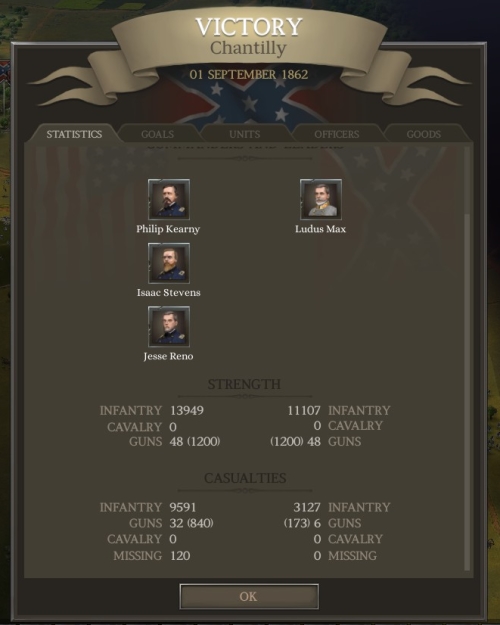 VICTORY
Chantilly
01 SEPTEMBER 1862
STATISTICS GOALS UNITS OFFICERS GOODS
Philip Kearny Ludus Max
Isaac Stevens
Jesse Reno
STRENGTH
INFANTRY 13949 11107 INFANTRY
CAVALRY 0 0 CAVALRY
GUNS 48 (1200) (1200) 48 GUNS
CASUALTIES
INFANTRY 9591 3127 INFANTRY
GUNS 32 (840) (173) 6 GUNS
CAVALRY 0 0 CAVALRY
MISSING 120 0 MISSING
OK